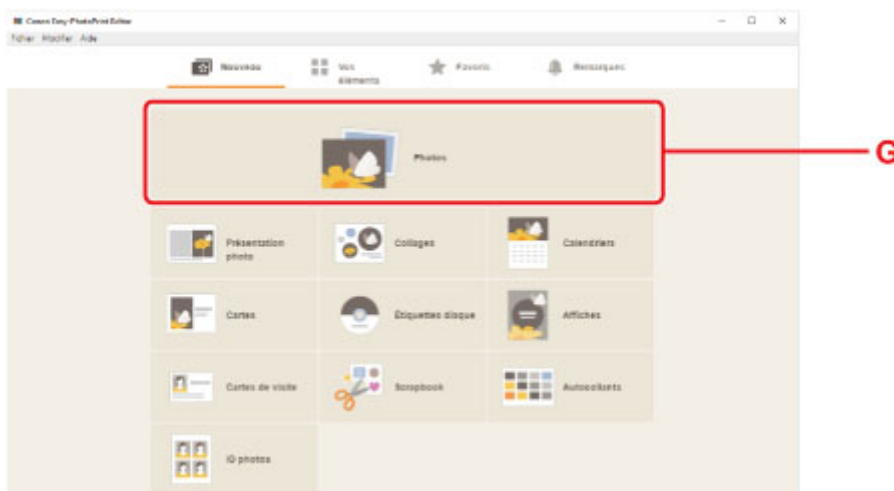 Canon Easy-PhotoPrint Editor
Fichier Modifier Aide
Nouveau Vos Favoris Remarques
éléments
Photos
G
Présentation Collages Calendriers
photo
Cartes Étiquettes disque Affiches
Cartes de visite Scrapbook Autocollants
ID photos